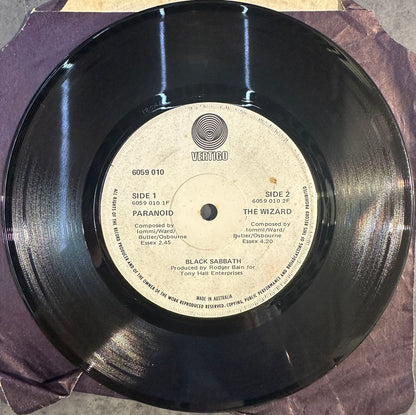 VERTIGO
6059 010
SIDE 1
6059 010 1F
PARANOID
Composed by
Iommi/Ward/
Butler/Osbourne
Essex 2.45
SIDE 2
6059 010 2F
THE WIZARD
Composed by
Iommi/Ward/
Butler/Osbourne
Essex 4.20
BLACK SABBATH
Produced by Rodger Bain for
Tony Hall Enterprises
MADE IN AUSTRALIA
ALL RIGHTS OF THE RECORD PRODUCER AND OF THE OWNER OF THE WORK REPRODUCED RESERVED. COPYING, PUBLIC PERFORMANCE AND BROADCASTING OF THIS RECORD PROHIBITED